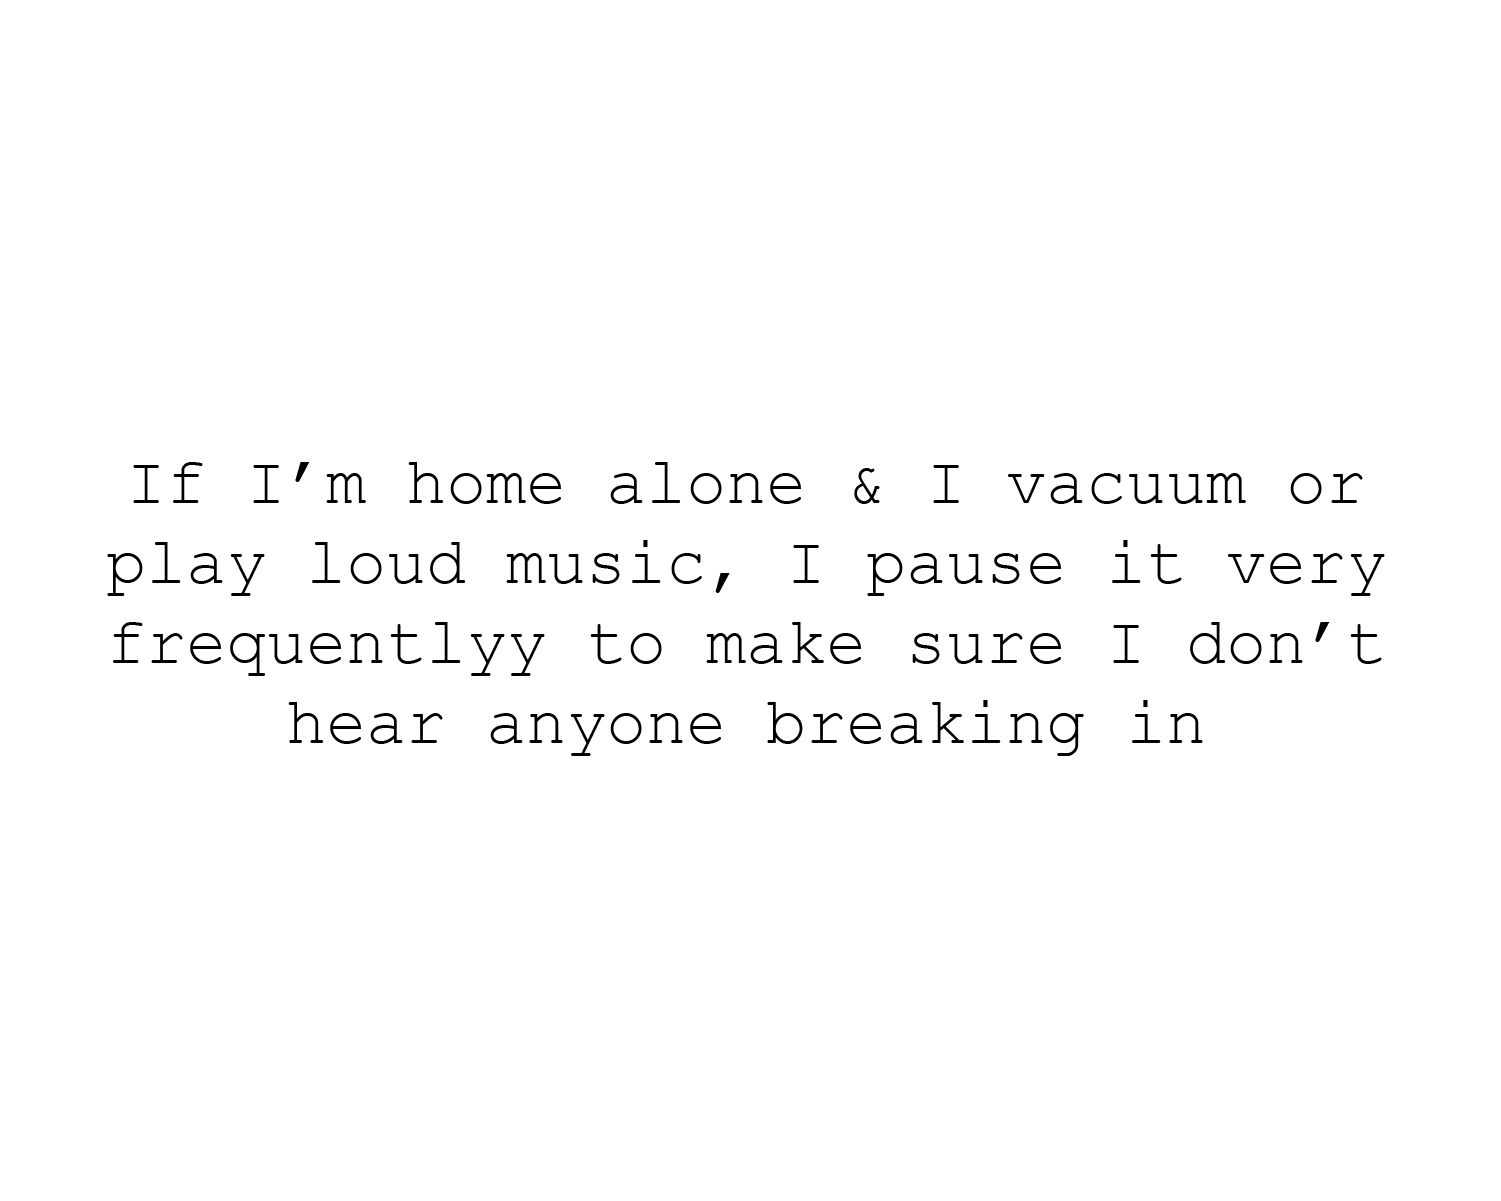 If I’m home alone & I vacuum or
play loud music, I pause it very
frequentlyy to make sure I don’t
hear anyone breaking in